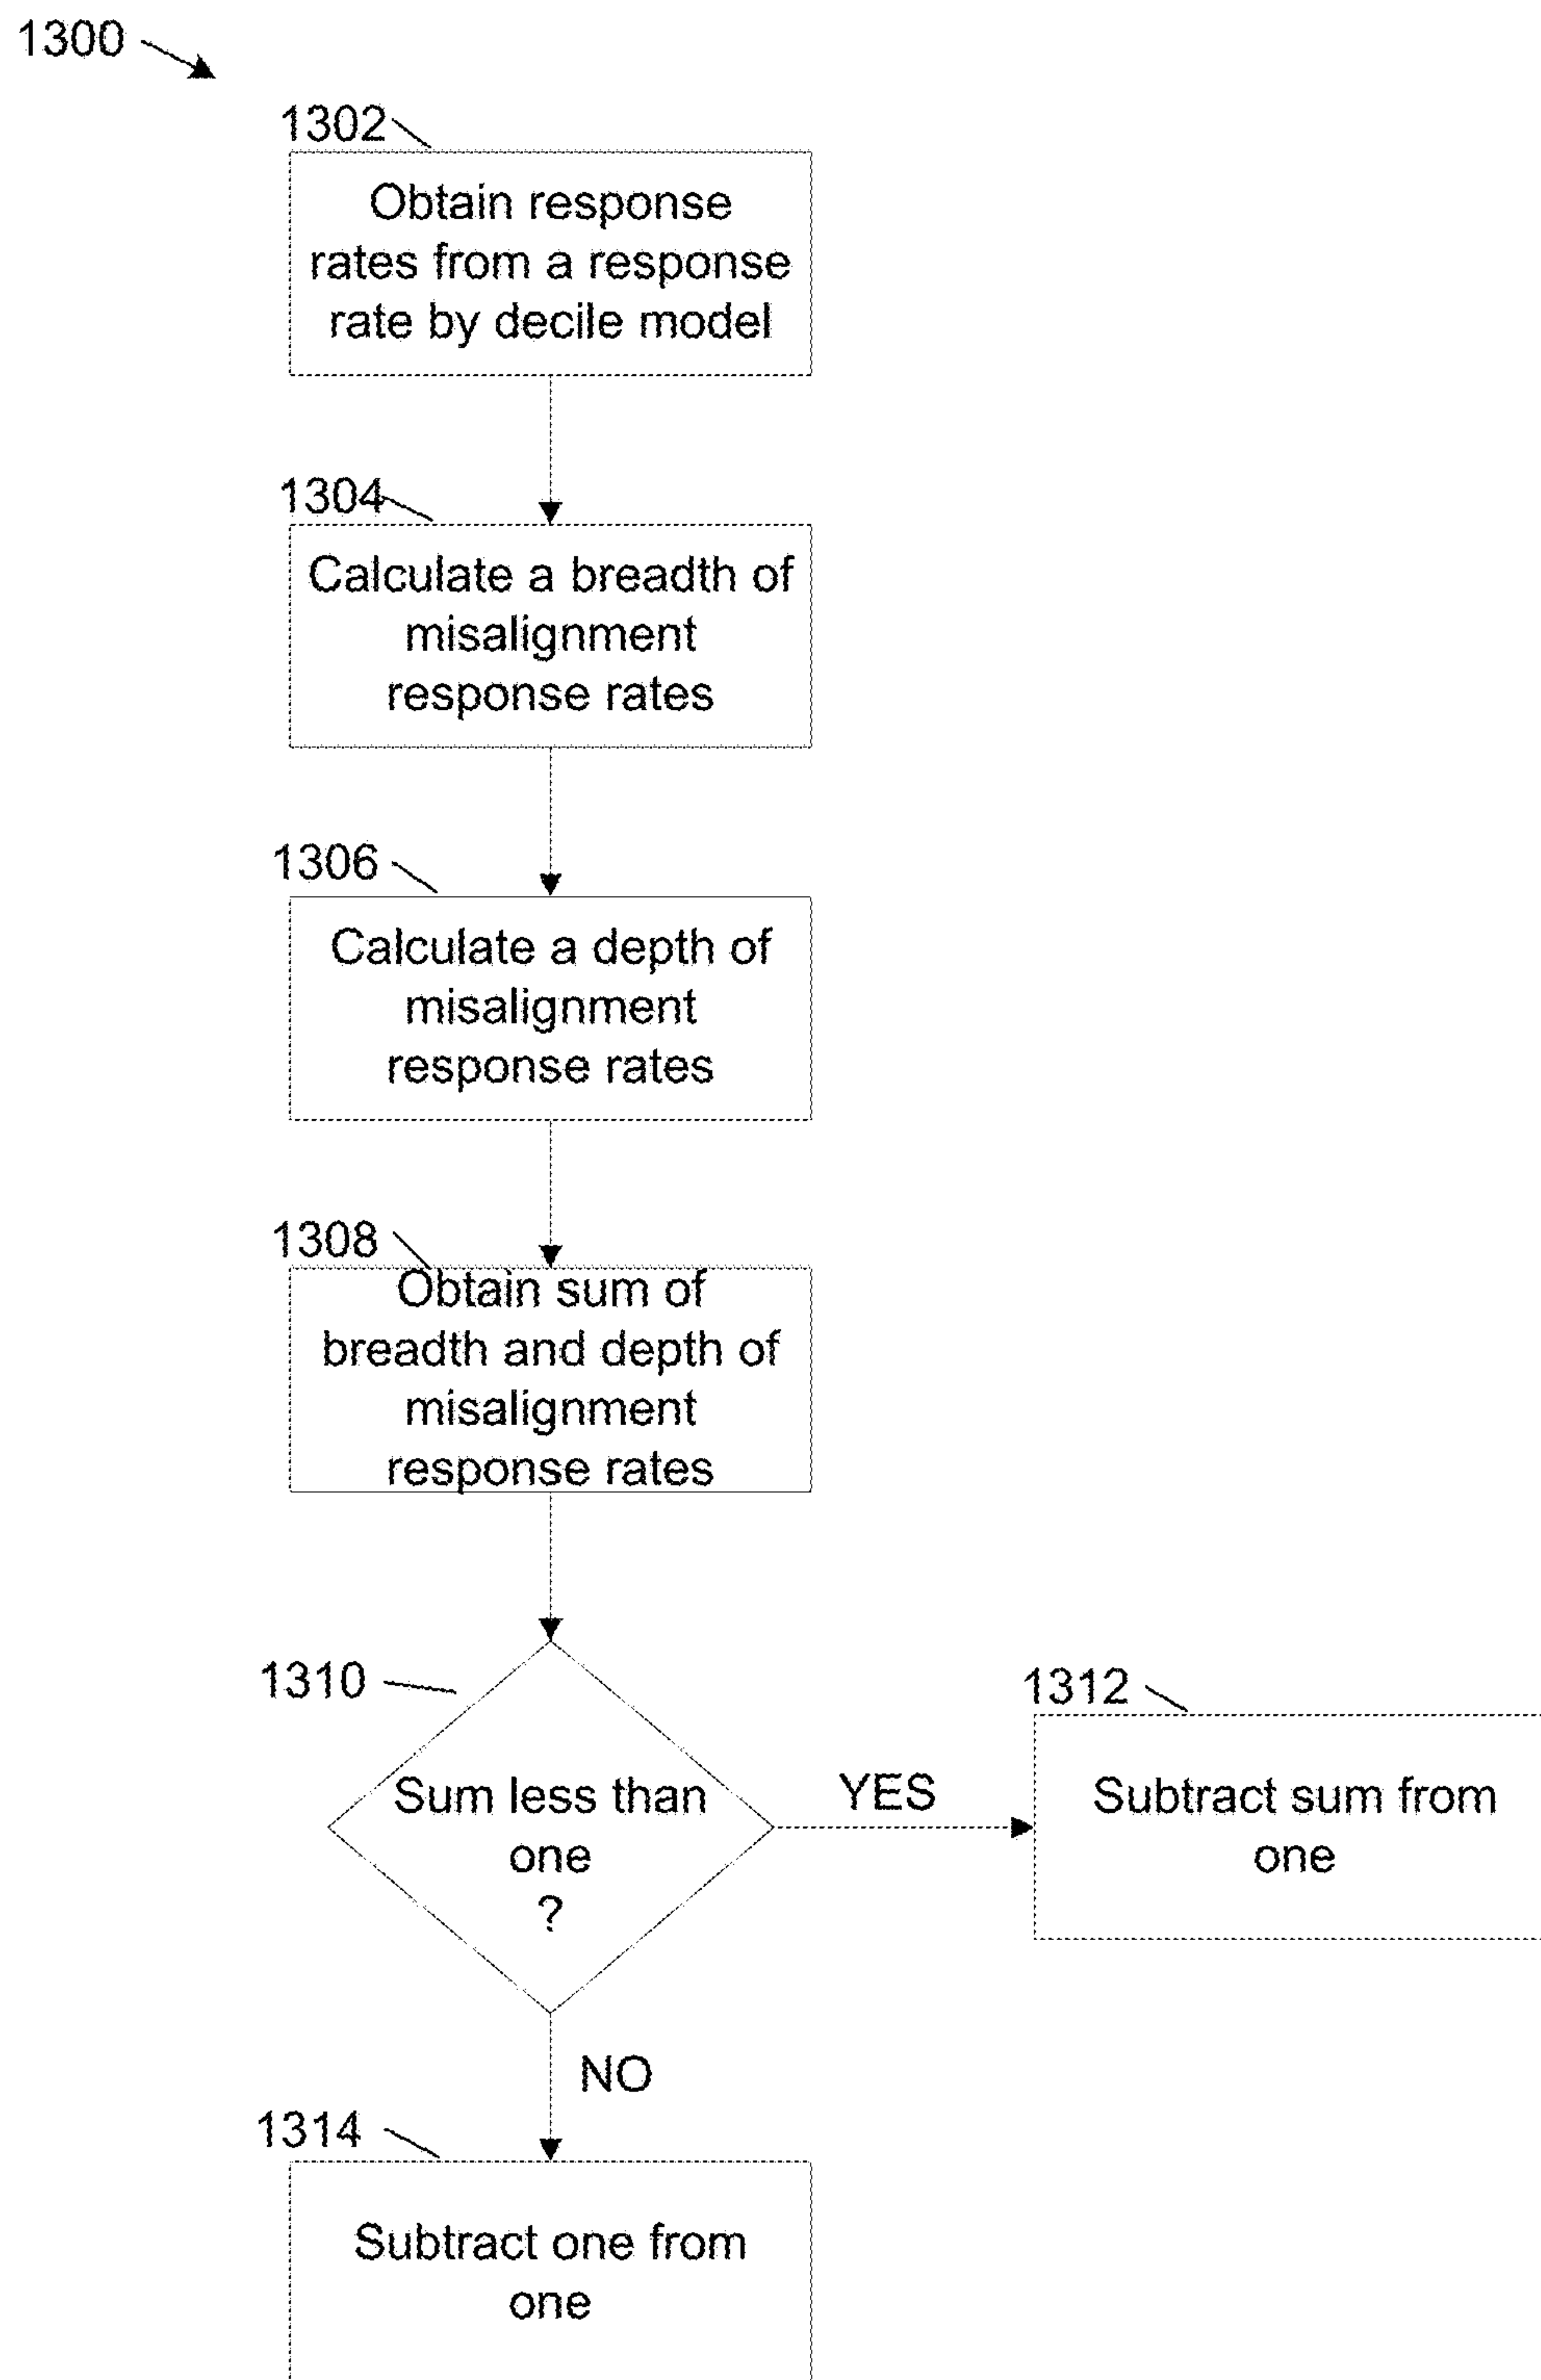 1300
1302
Obtain response
rates from a response
rate by decile model
1304
Calculate a breadth of
misalignment
response rates
1306
Calculate a depth of
misalignment
response rates
1308
Obtain sum of
breadth and depth of
misalignment
response rates
1310
Sum less than
one
?
YES
1312
Subtract sum from
one
NO
1314
Subtract one from
one